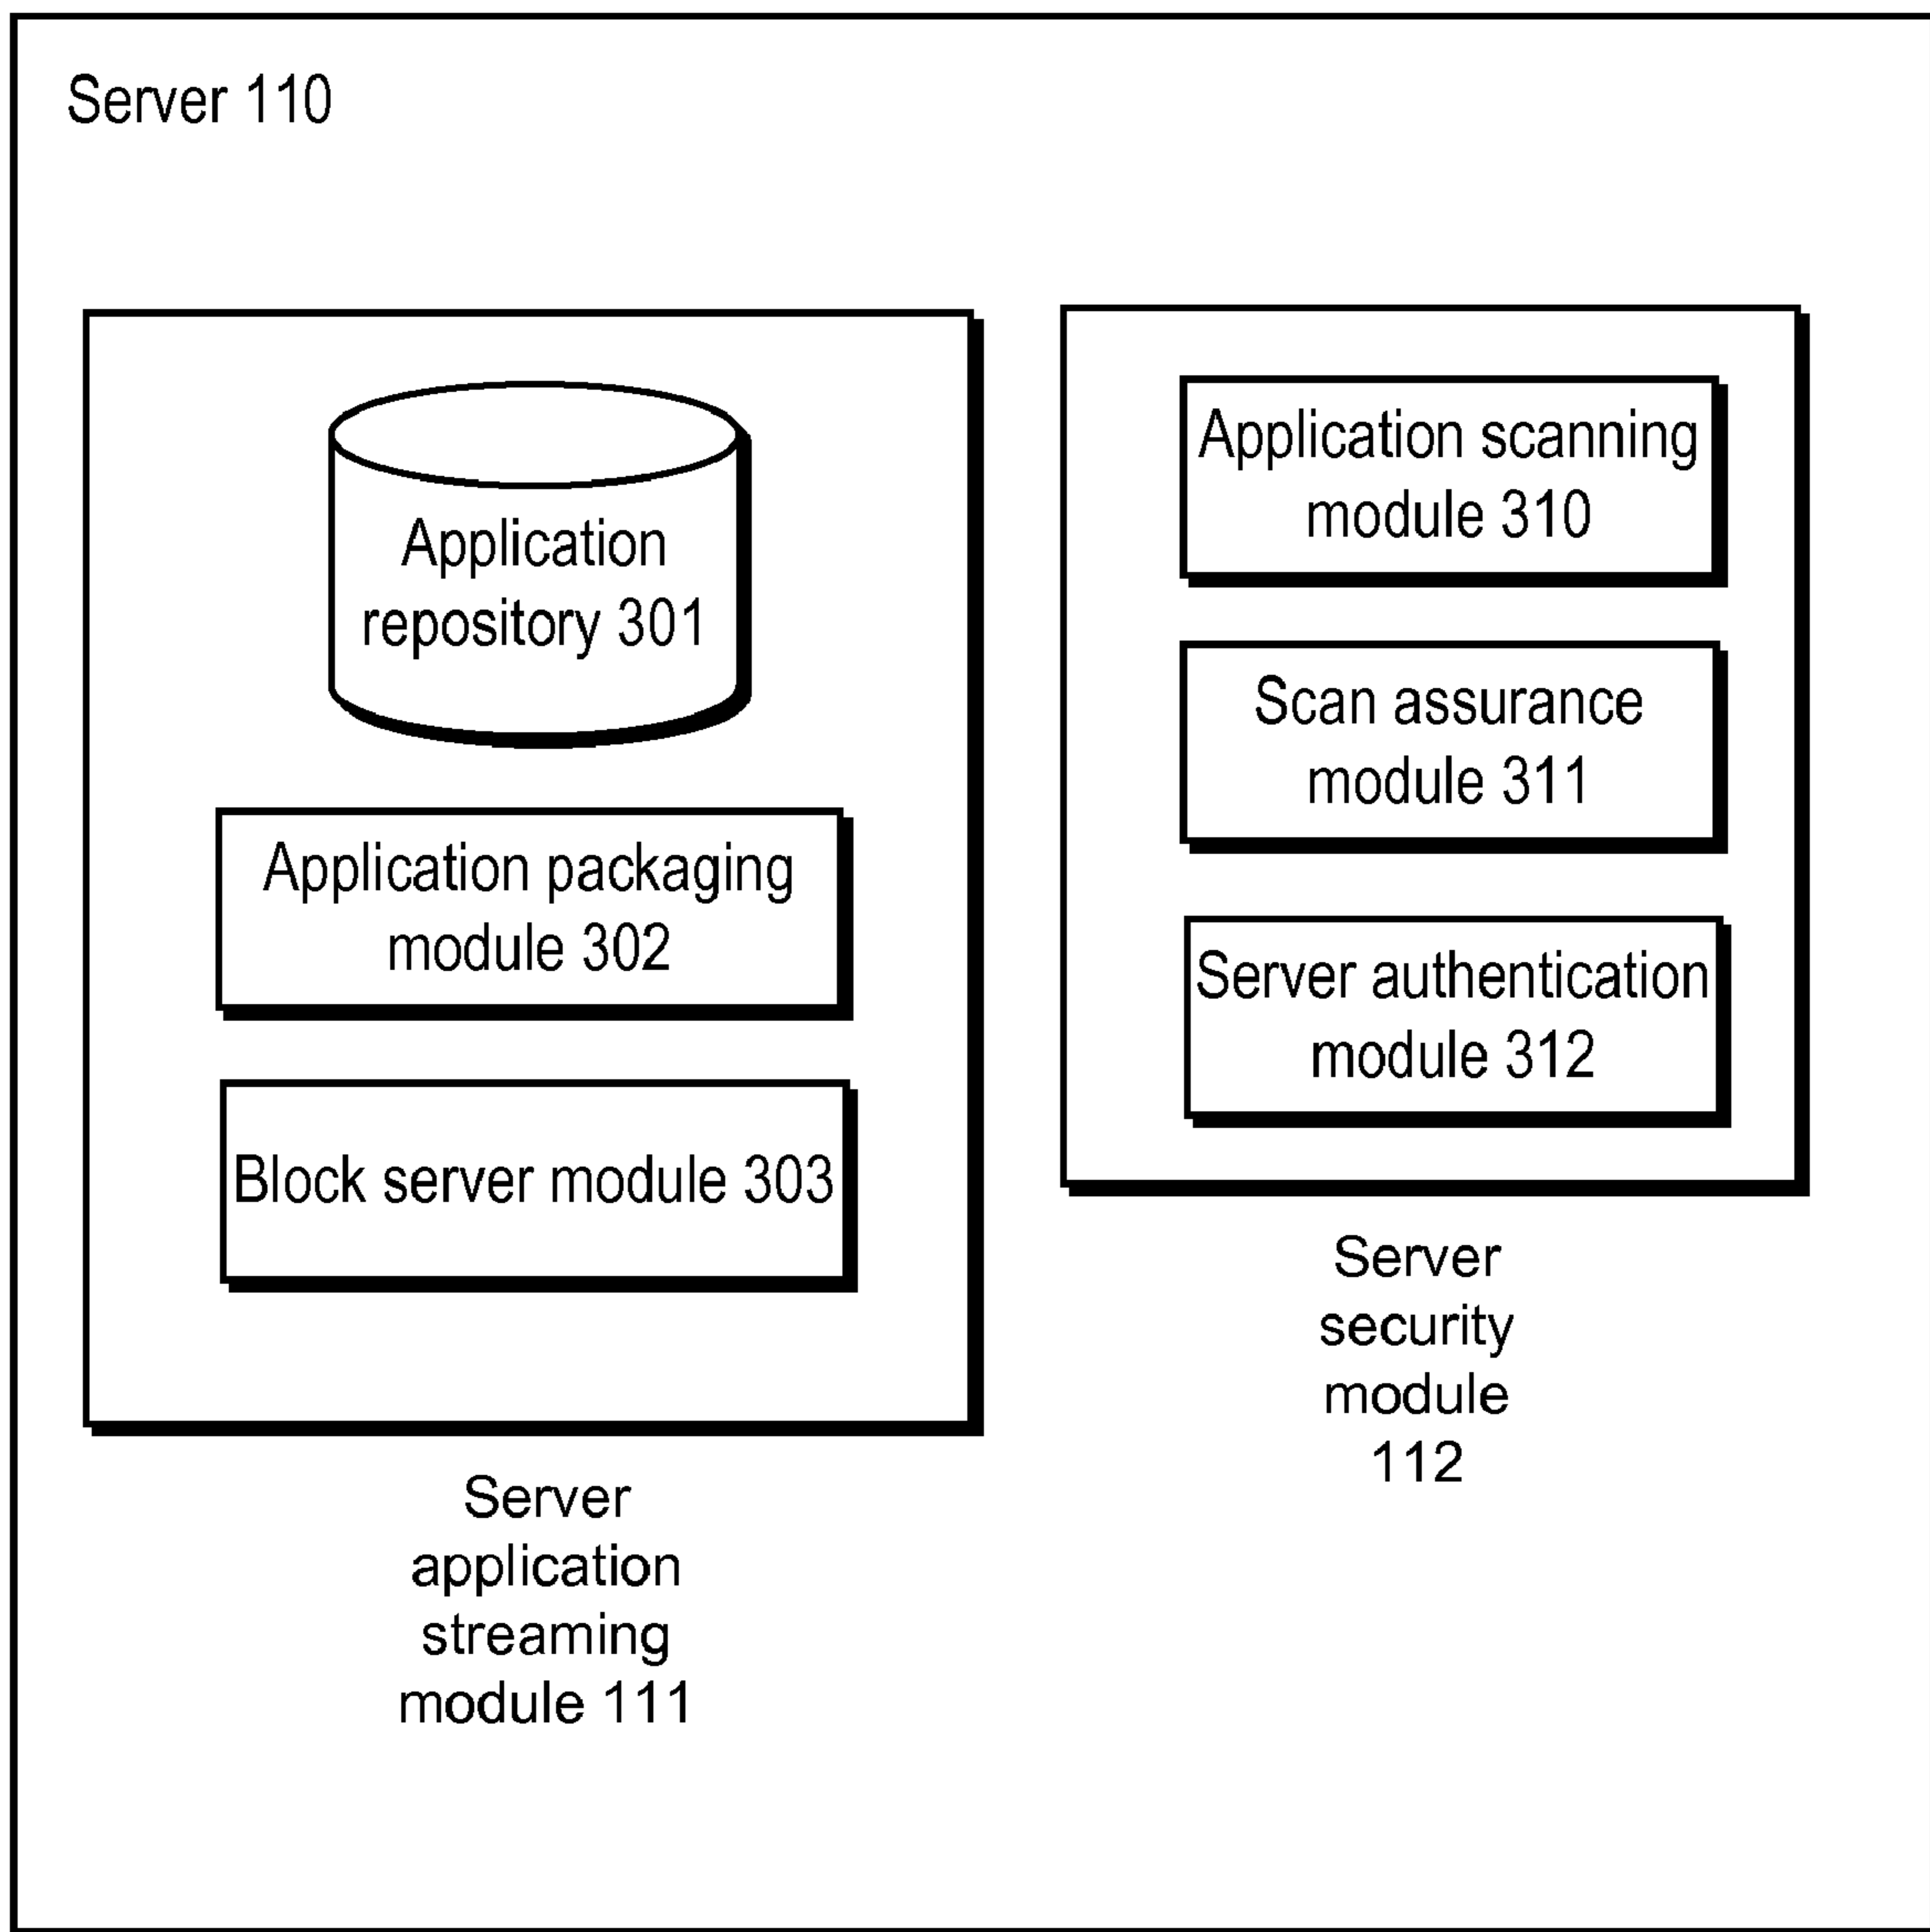 Server 110
Application
repository 301
Application packaging
module 302
Block server module 303
Server
application
streaming
module 111
Application scanning
module 310
Scan assurance
module 311
Server authentication
module 312
Server
security
module
112